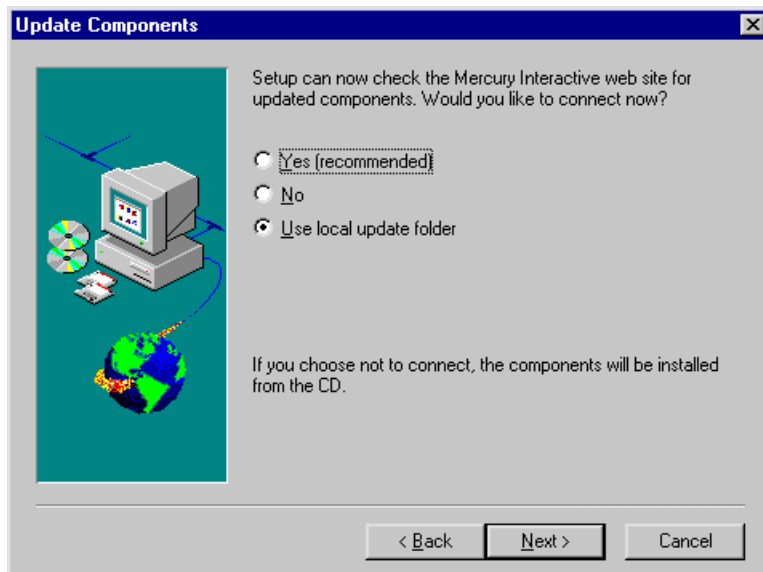 Update Components
Setup can now check the Mercury Interactive web site for
updated components. Would you like to connect now?
Yes (recommended)
No
Use local update folder
If you choose not to connect, the components will be installed
from the CD.
< Back
Next >
Cancel